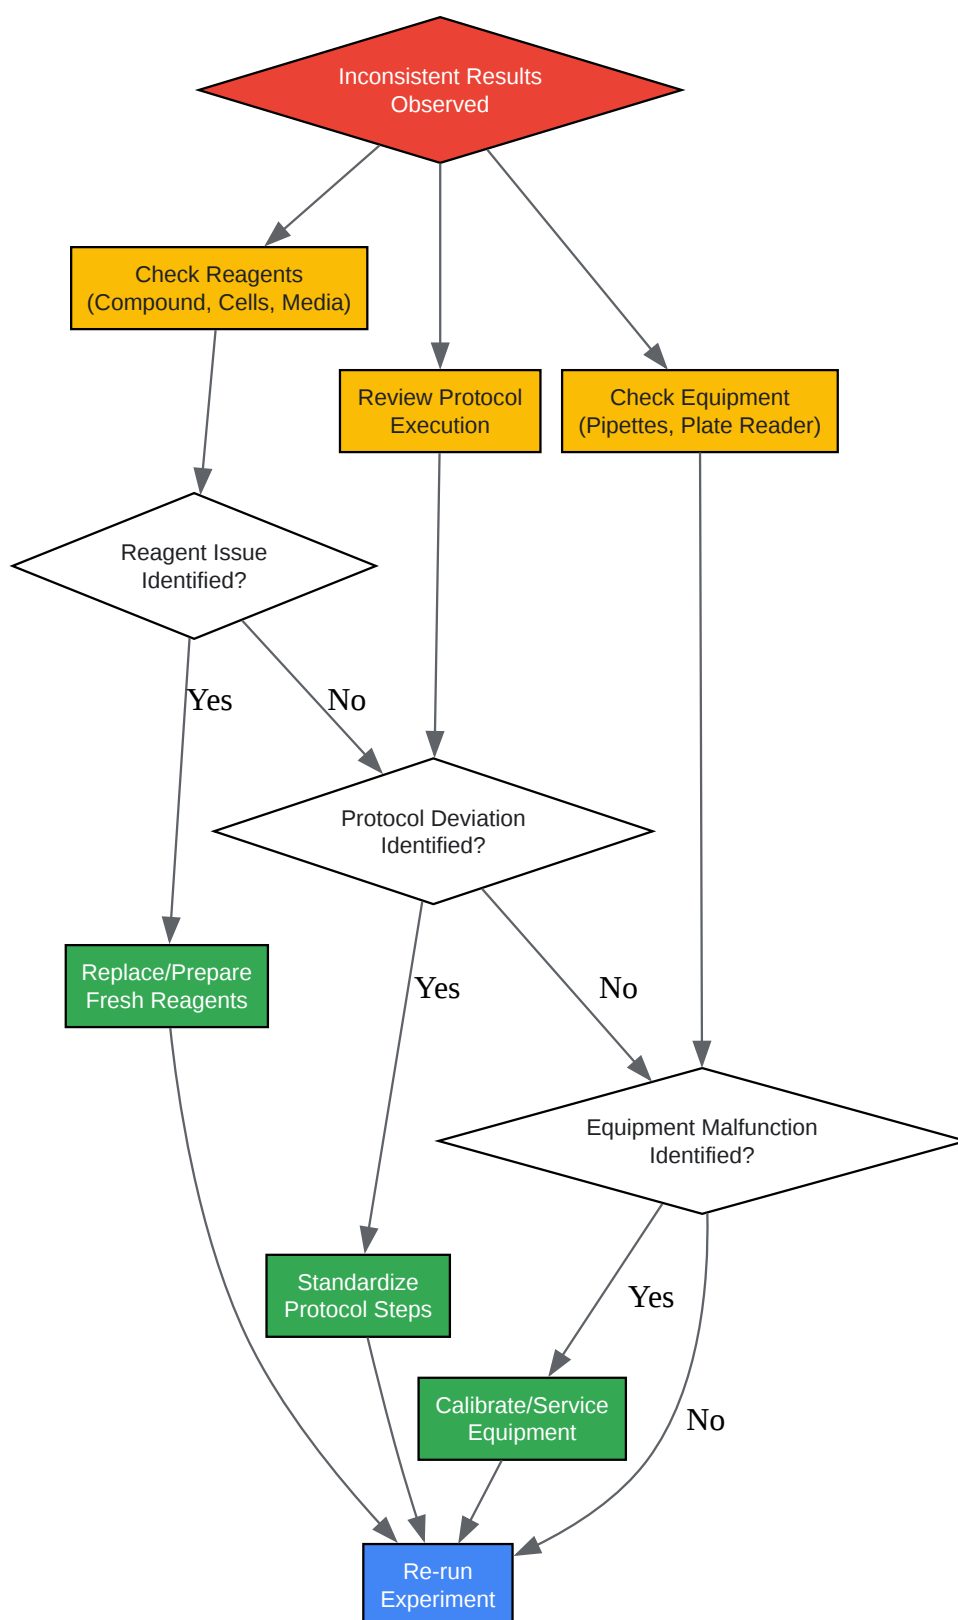 Inconsistent Results
Observed
Check Reagents
(Compound, Cells, Media)
Review Protocol
Execution
Check Equipment
(Pipettes, Plate Reader)
Reagent Issue
Identified?
Yes
No
Protocol Deviation
Identified?
Replace/Prepare
Fresh Reagents
Yes
No
Equipment Malfunction
Identified?
Standardize
Protocol Steps
Yes
Calibrate/Service
Equipment
No
Re-run
Experiment